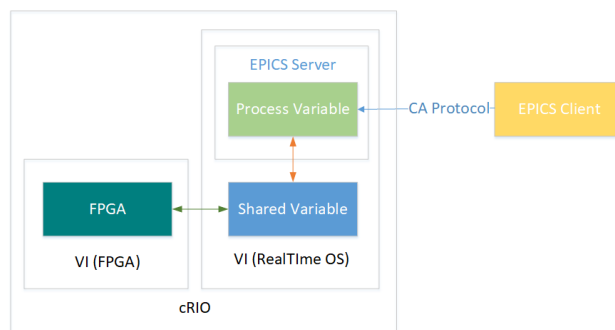 EPICS Server
Process Variable
CA Protocol
EPICS Client
FPGA
Shared Variable
VI (FPGA)
VI (RealTIme OS)
cRIO